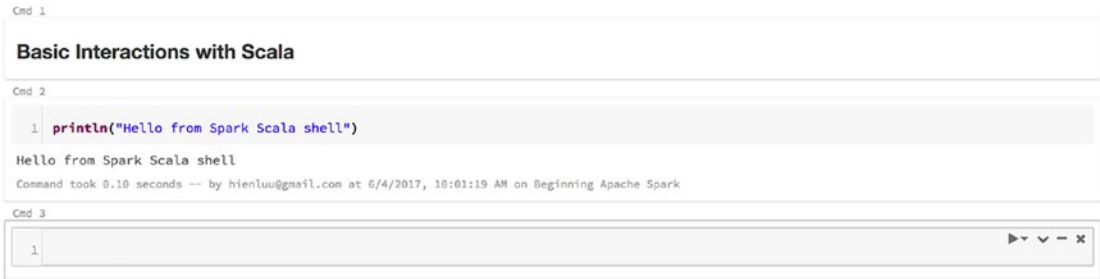 Cmd 1
Basic Interactions with Scala
Cmd 2
1 println("Hello from Spark Scala shell")
Hello from Spark Scala shell
Command took 0.10 seconds -- by hienluu@gmail.com at 6/4/2017, 10:01:19 AM on Beginning Apache Spark
Cmd 3
1